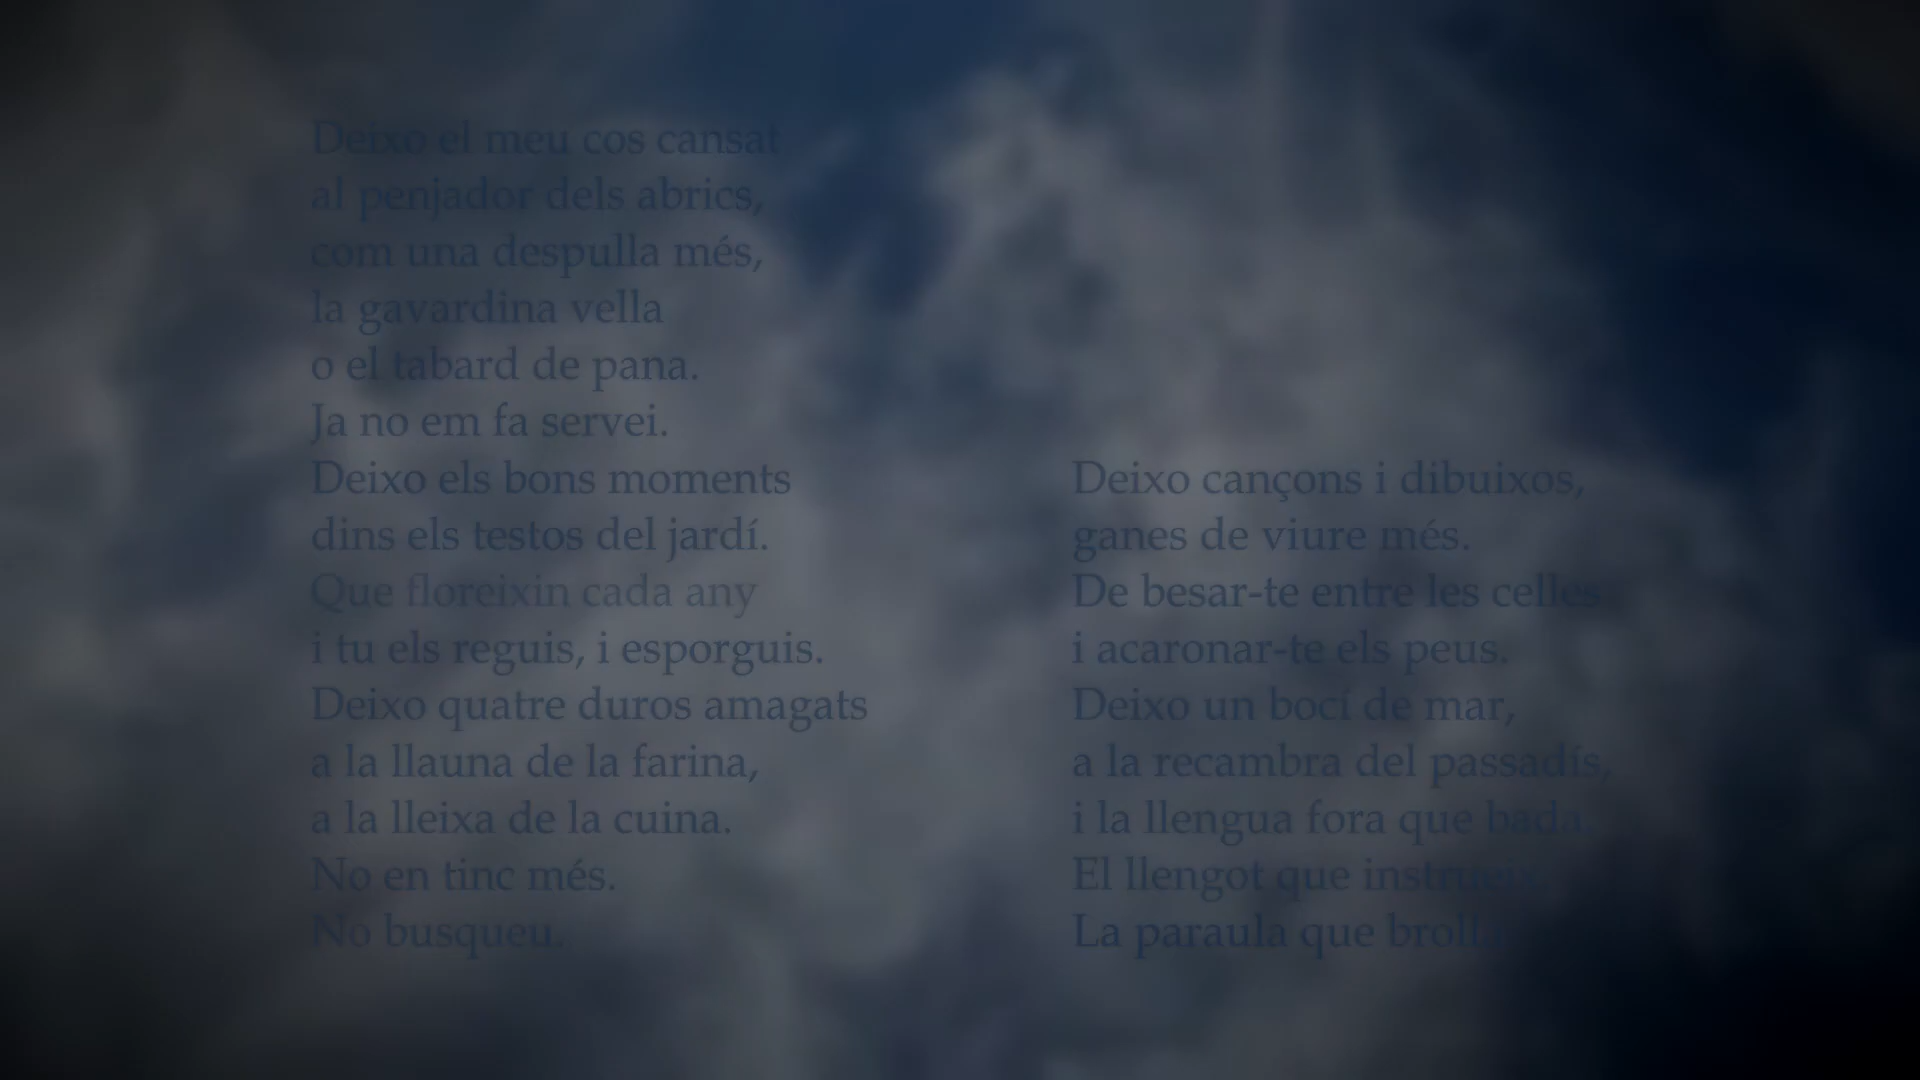 Deixo el meu cos cansat
al penjador dels abrics,
com una despulla més,
la gavardina vella
o el tabard de pana.
Ja no em fa servei.
Deixo els bons moments
dins els testos del jardí.
Que floreixin cada any
i tu els reguis, i esporguis.
Deixo quatre duros amagats
a la llauna de la farina,
a la lleixa de la cuina.
No en tinc més.
No busqueu.
Deixo cançons i dibuixos,
ganes de viure més.
De besar-te entre les celles
i acaronar-te els peus.
Deixo un bocí de mar,
a la recambra del passadís,
i la llengua fora que bada.
El llengot que instrueix.
La paraula que brolla